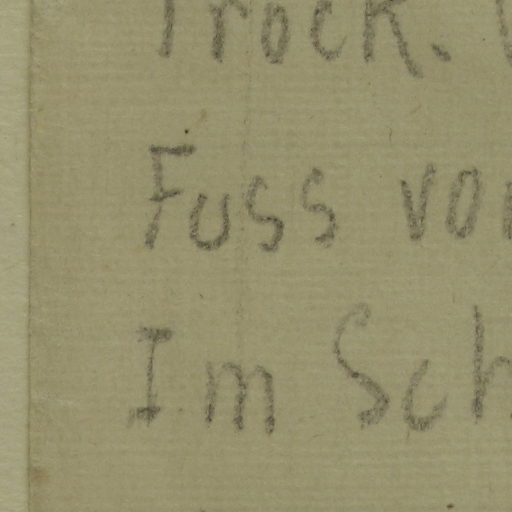 Trock.
Fuss vo
Im Sch